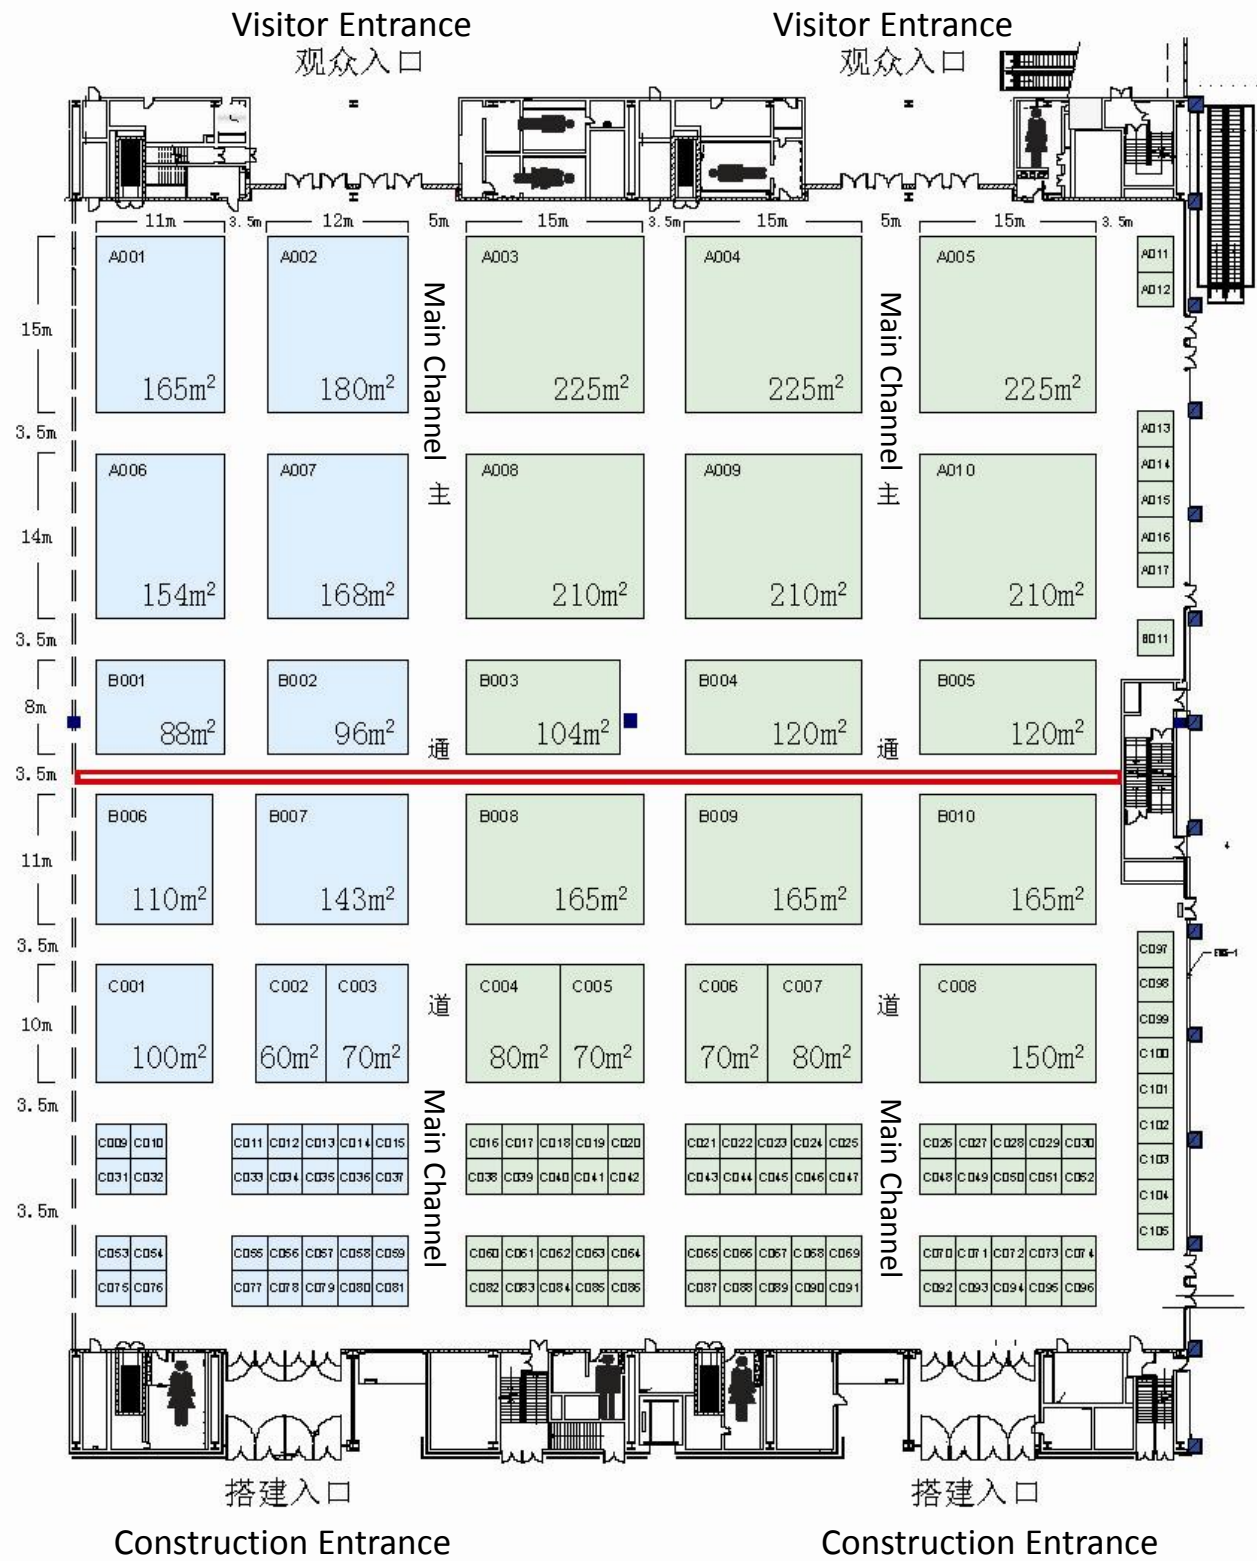 Visitor Entrance Visitor Entrance
观众入口 观众入口
11m 3.5m 12m 5m 15m 3.5m 15m 5m 15m 3.5m
A001 A002 A003 A004 A005 A011
A012
Main Channel Main Channel
15m
165m² 180m² 225m² 225m² 225m²
3.5m
A013
A006 A007 A008 A009 A010 A014
主 主
A015
14m
A016
A017
154m² 168m² 210m² 210m² 210m²
3.5m
B011
B001 B002 B003 B004 B005
8m
88m² 96m² 104m² 120m² 120m²
通 通
3.5m
B006 B007 B008 B009 B010
11m
110m² 143m² 165m² 165m² 165m²
3.5m
C097
C001 C002 C003 C004 C005 C006 C007 C008 C098
道 道
10m
C099
100m² 60m² 70m² 80m² 70m² 70m² 80m² 150m² C100
C101
3.5m
Main Channel Main Channel
C102
C009 C010 C011 C012 C013 C014 C015 C016 C017 C018 C019 C020 C021 C022 C023 C024 C025 C026 C027 C028 C029 C030
C103
C031 C032 C033 C034 C035 C036 C037 C038 C039 C040 C041 C042 C043 C044 C045 C046 C047 C048 C049 C050 C051 C052
C104
3.5m
C105
C053 C054 C055 C056 C057 C058 C059 C060 C061 C062 C063 C064 C065 C066 C067 C068 C069 C070 C071 C072 C073 C074
C075 C076 C077 C078 C079 C080 C081 C082 C083 C084 C085 C086 C087 C088 C089 C090 C091 C092 C093 C094 C095 C096
搭建入口 搭建入口
Construction Entrance Construction Entrance